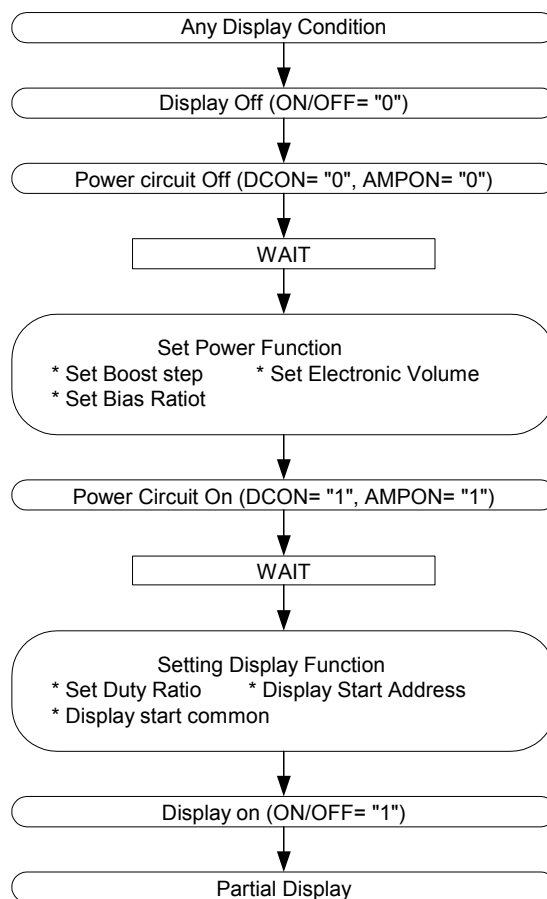 Any Display Condition
Display Off (ON/OFF= "0")
Power circuit Off (DCON= "0", AMPON= "0")
WAIT
Set Power Function
* Set Boost step * Set Electronic Volume
* Set Bias Ratiot
Power Circuit On (DCON= "1", AMPON= "1")
WAIT
Setting Display Function
* Set Duty Ratio * Display Start Address
* Display start common
Display on (ON/OFF= "1")
Partial Display